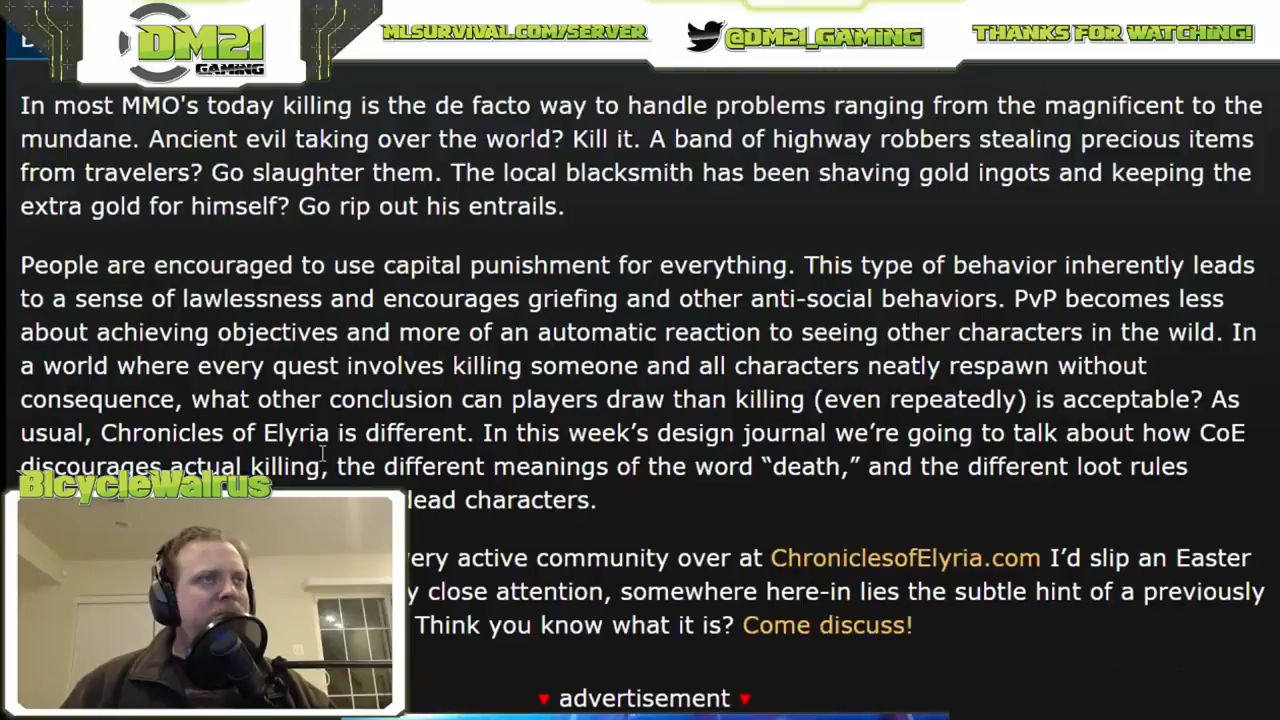 DM21
GAMING
MLSURVIVAL.COM/SERVER
@DM21_GAMING
THANKS FOR WATCHING!
In most MMO's today killing is the de facto way to handle problems ranging from the magnificent to the
mundane. Ancient evil taking over the world? Kill it. A band of highway robbers stealing precious items
from travelers? Go slaughter them. The local blacksmith has been shaving gold ingots and keeping the
extra gold for himself? Go rip out his entrails.
People are encouraged to use capital punishment for everything. This type of behavior inherently leads
to a sense of lawlessness and encourages griefing and other anti-social behaviors. PvP becomes less
about achieving objectives and more of an automatic reaction to seeing other characters in the wild. In
a world where every quest involves killing someone and all characters neatly respawn without
consequence, what other conclusion can players draw than killing (even repeatedly) is acceptable? As
usual, Chronicles of Elyria is different. In this week’s design journal we’re going to talk about how CoE
discourages actual killing, the different meanings of the word “death,” and the different loot rules
BIcycleWalrus
dead characters.
very active community over at ChroniclesofElyria.com I’d slip an Easter
close attention, somewhere here-in lies the subtle hint of a previously
Think you know what it is? Come discuss!
advertisement